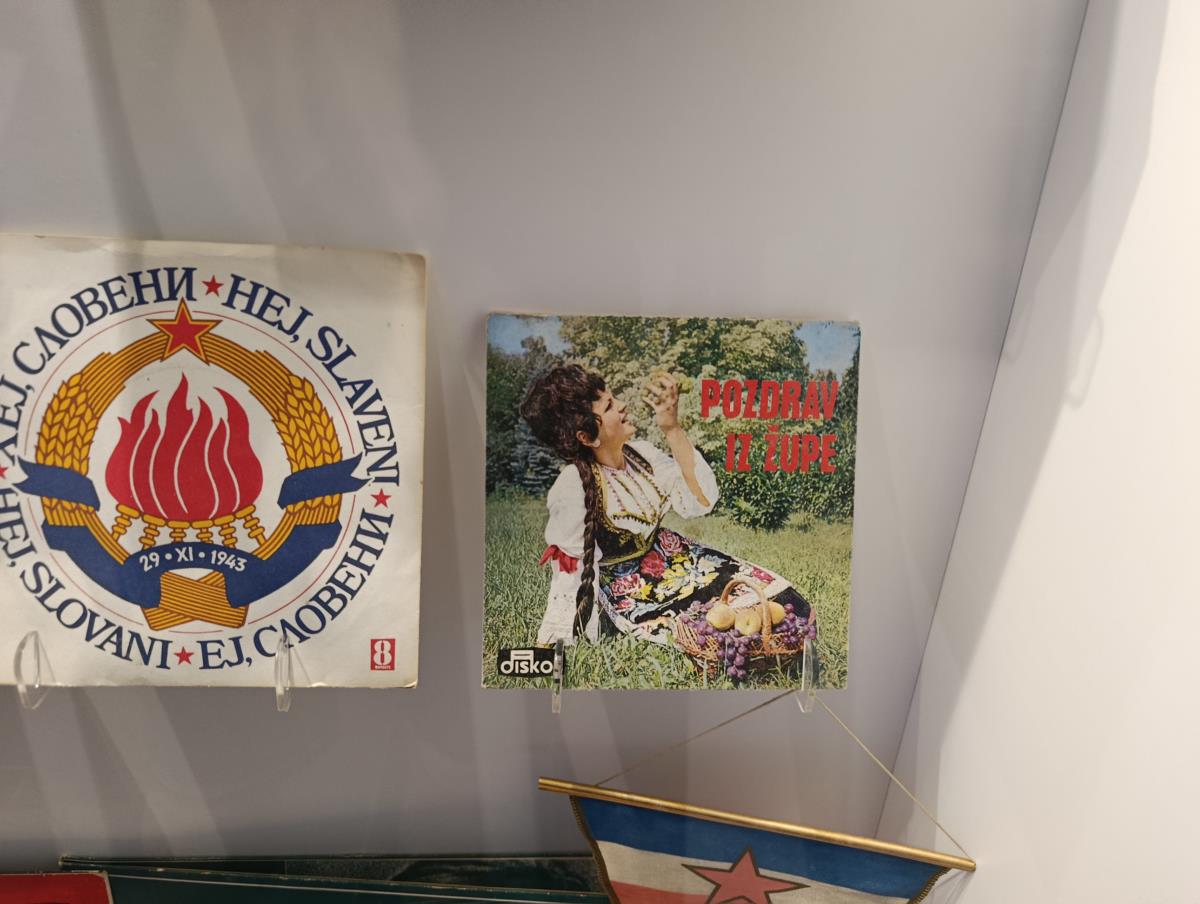 ХЕЈ, СЛОВЕНИ ★ HEJ, SLAVENI ★ ЕЈ, СЛОВЕНИ ★ HEJ, SLOVANI ★
29 • XI • 1943
8
POZDRAV
IZ ŽUPE
disko